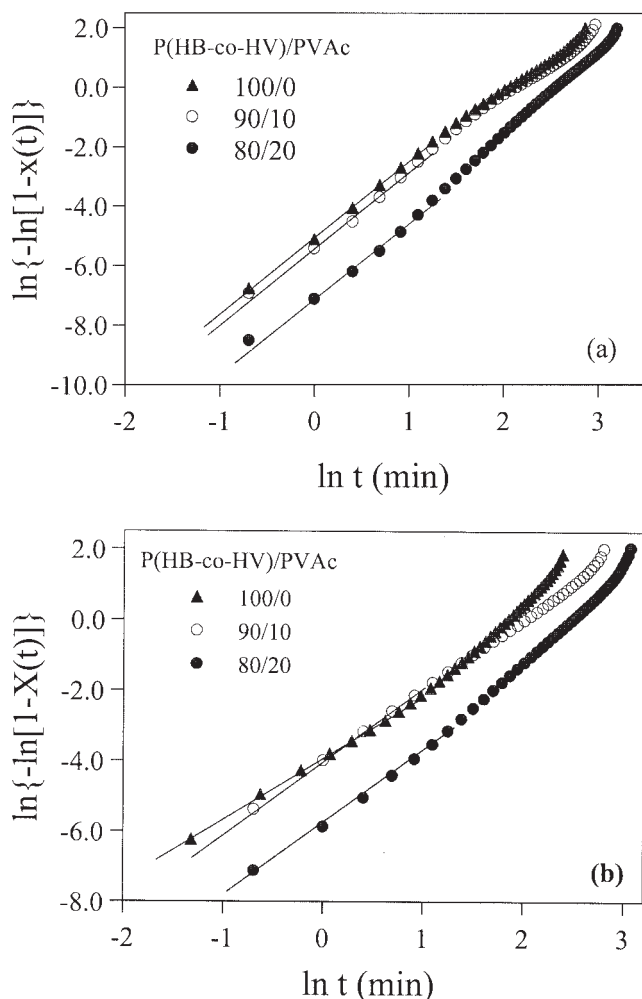 P(HB-co-HV)/PVAc
▲ 100/0
○ 90/10
● 80/20
2.0
0.0
-2.0
-4.0
-6.0
-8.0
-10.0
ln{-ln[1-x(t)]}
(a)
-2 -1 0 1 2 3
ln t (min)
P(HB-co-HV)/PVAc
▲ 100/0
○ 90/10
● 80/20
2.0
0.0
-2.0
-4.0
-6.0
-8.0
ln{-ln[1-X(t)]}
(b)
-2 -1 0 1 2 3
ln t (min)